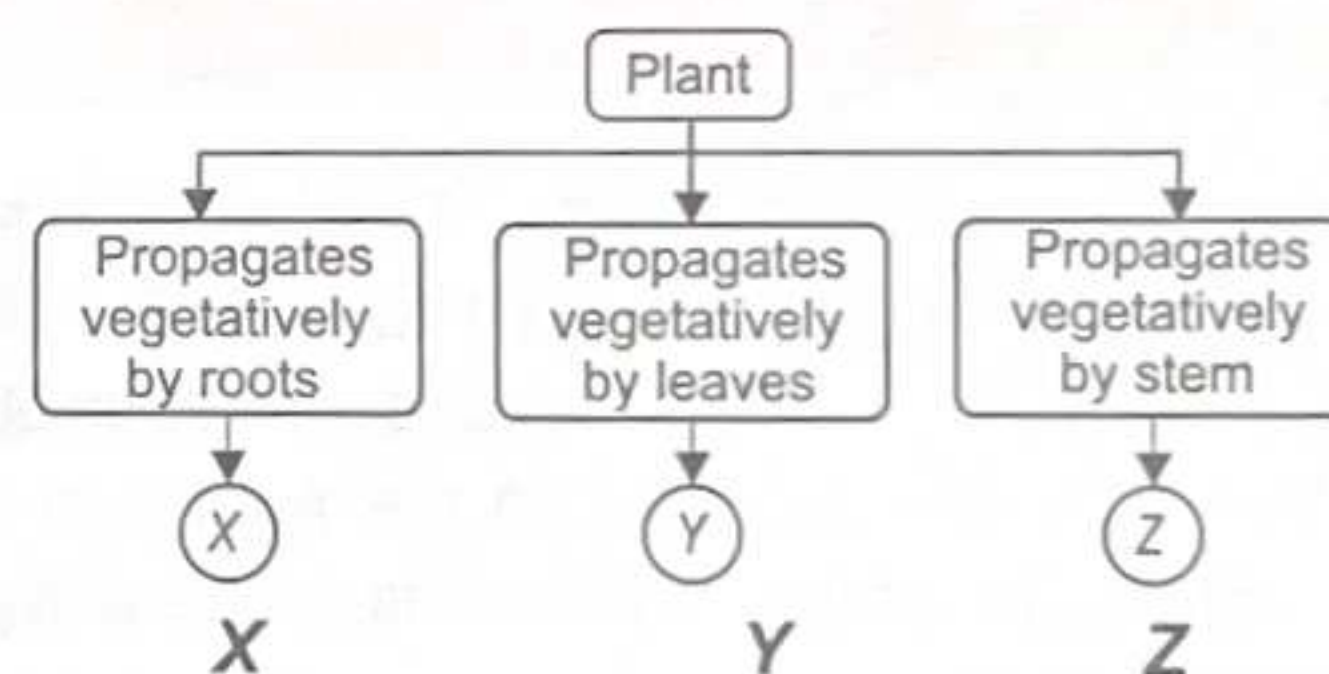 Plant
Propagates
vegetatively
by roots
Propagates
vegetatively
by leaves
Propagates
vegetatively
by stem
X
Y
Z
X
Y
Z